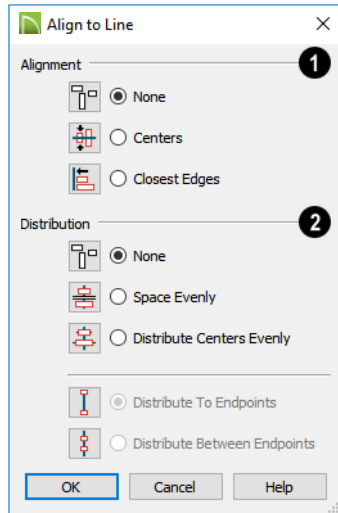 Align to Line
Alignment 1
None
Centers
Closest Edges
Distribution 2
None
Space Evenly
Distribute Centers Evenly
Distribute To Endpoints
Distribute Between Endpoints
OK Cancel Help